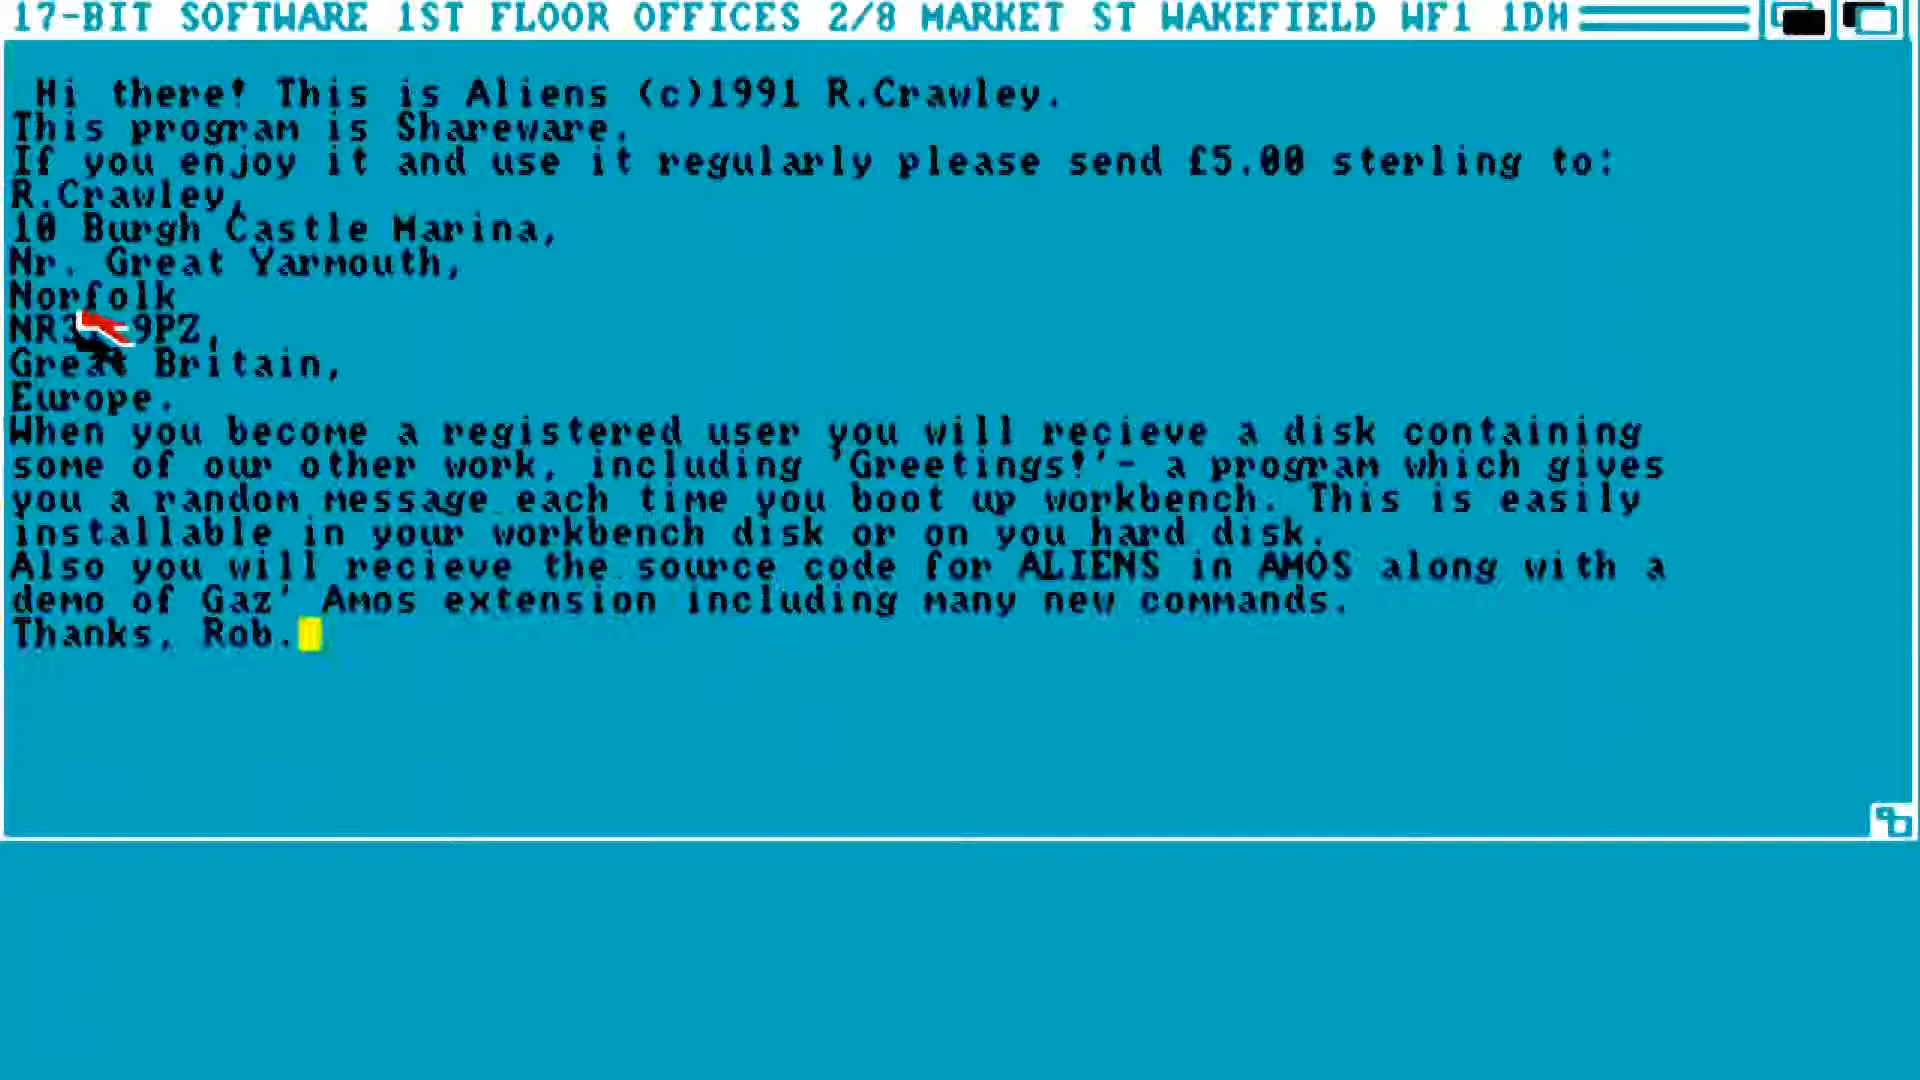 17-BIT SOFTWARE 1ST FLOOR OFFICES 2/8 MARKET ST WAKEFIELD WF1 1DH
Hi there! This is Aliens (c)1991 R.Crawley.
This program is Shareware.
If you enjoy it and use it regularly please send £5.00 sterling to:
R.Crawley,
10 Burgh Castle Marina,
Nr. Great Yarmouth,
Norfolk
9PZ,
Great Britain,
Europe.
When you become a registered user you will recieve a disk containing
some of our other work, including 'Greetings!'- a program which gives
you a random message each time you boot up workbench. This is easily
installable in your workbench disk or on you hard disk.
Also you will recieve the source code for ALIENS in AMOS along with a
demo of Gaz' Amos extension including many new commands.
Thanks, Rob.